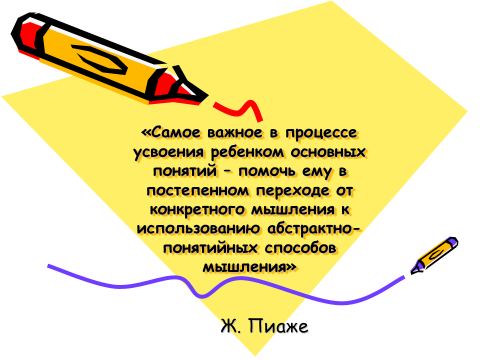 «Самое важное в процессе
усвоения ребенком основных
понятий – помочь ему в
постепенном переходе от
конкретного мышления к
использованию абстрактно-
понятийных способов
мышления»
Ж. Пиаже